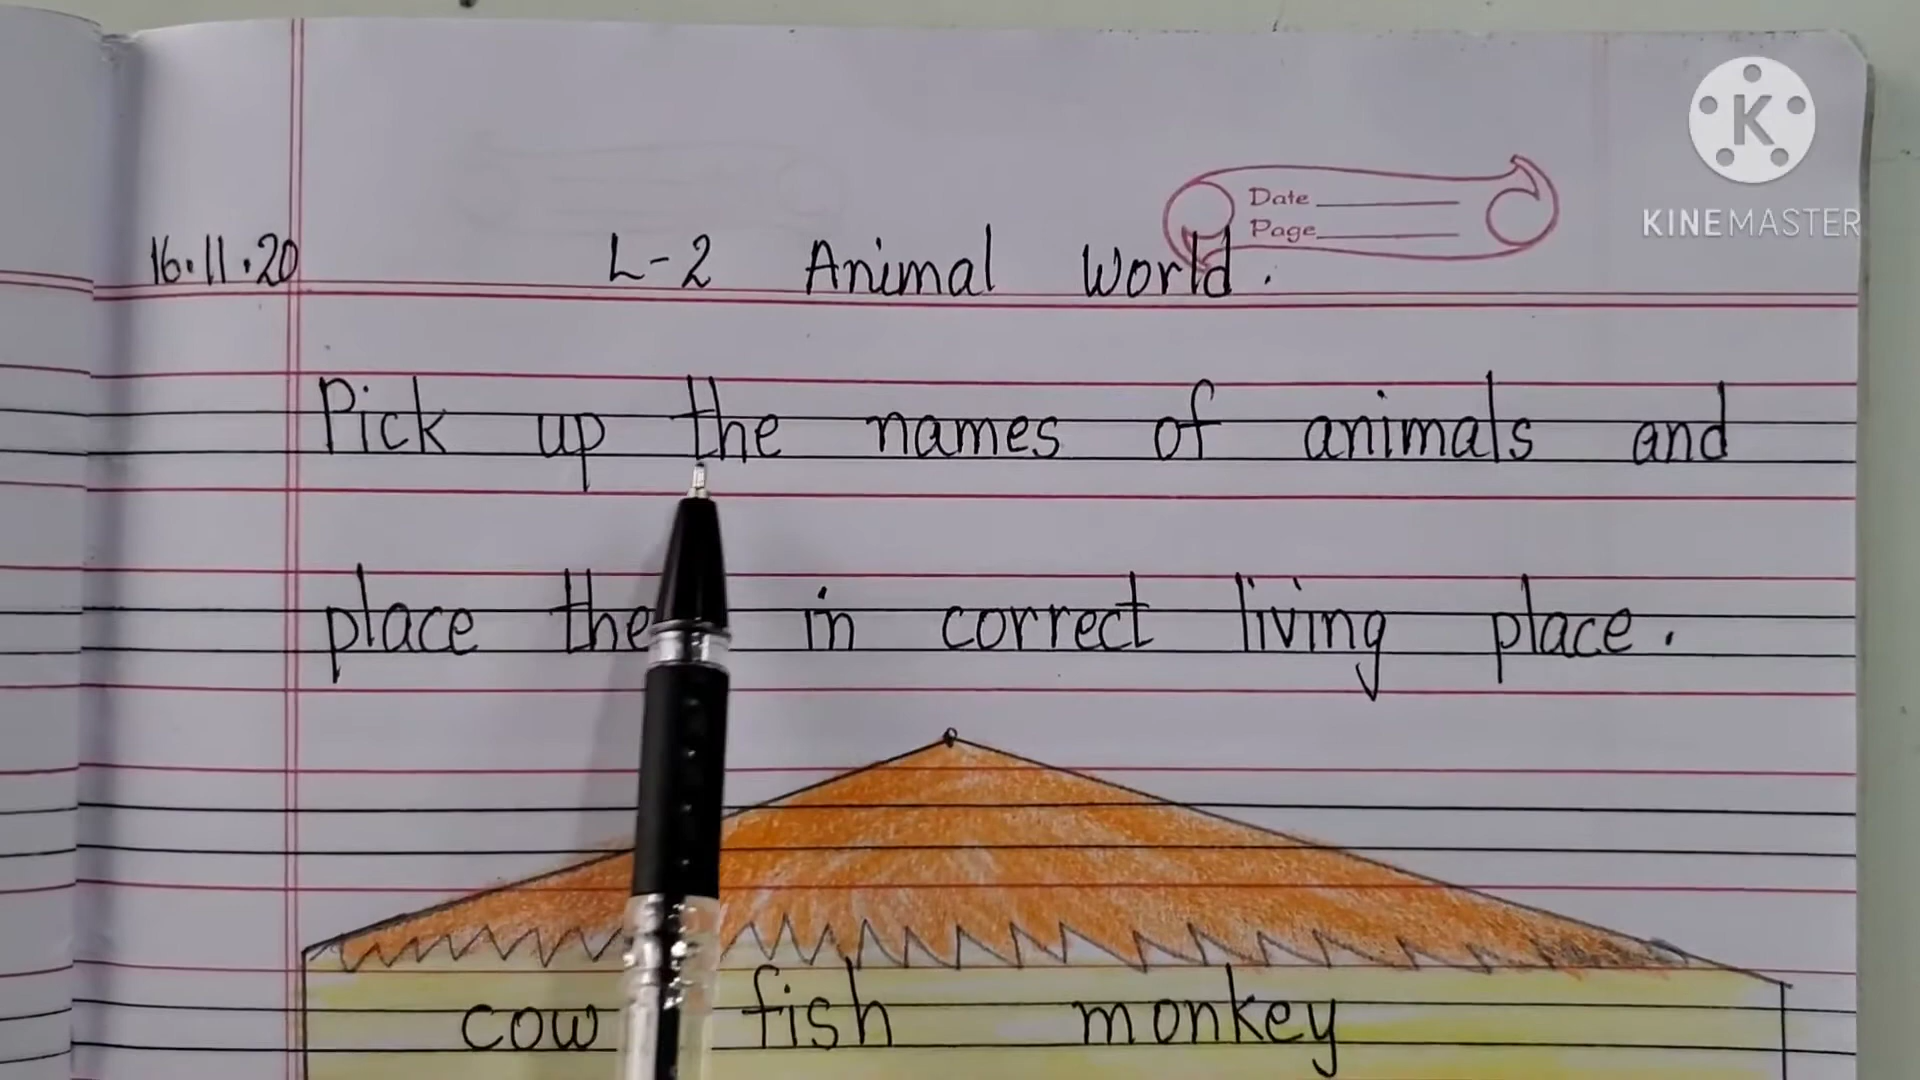 K
KINEMASTER
Date
Page
16.11.20 L-2 Animal World.
Pick up the names of animals and
place the in correct living place.
cow fish monkey